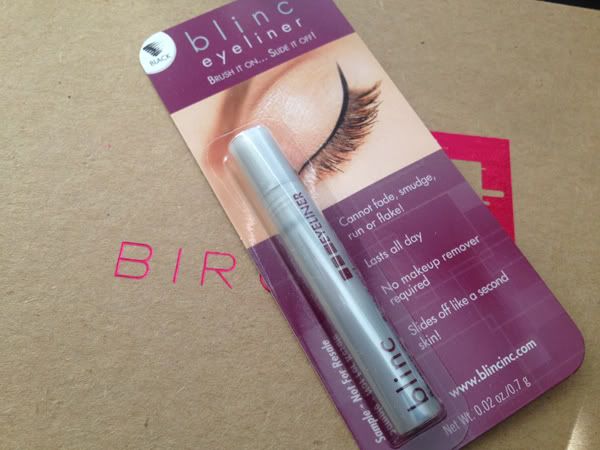 BLACK
blinc
eyeliner
BRUSH IT ON... SLIDE IT OFF!
Cannot fade, smudge,
run or flake!
Lasts all day
No makeup remover
required
Slides off like a second
skin!
www.blincinc.com
Net Wt. 0.02 oz/0.7 g
EYELINER
blinc
Sample - Not For Resale
BIR